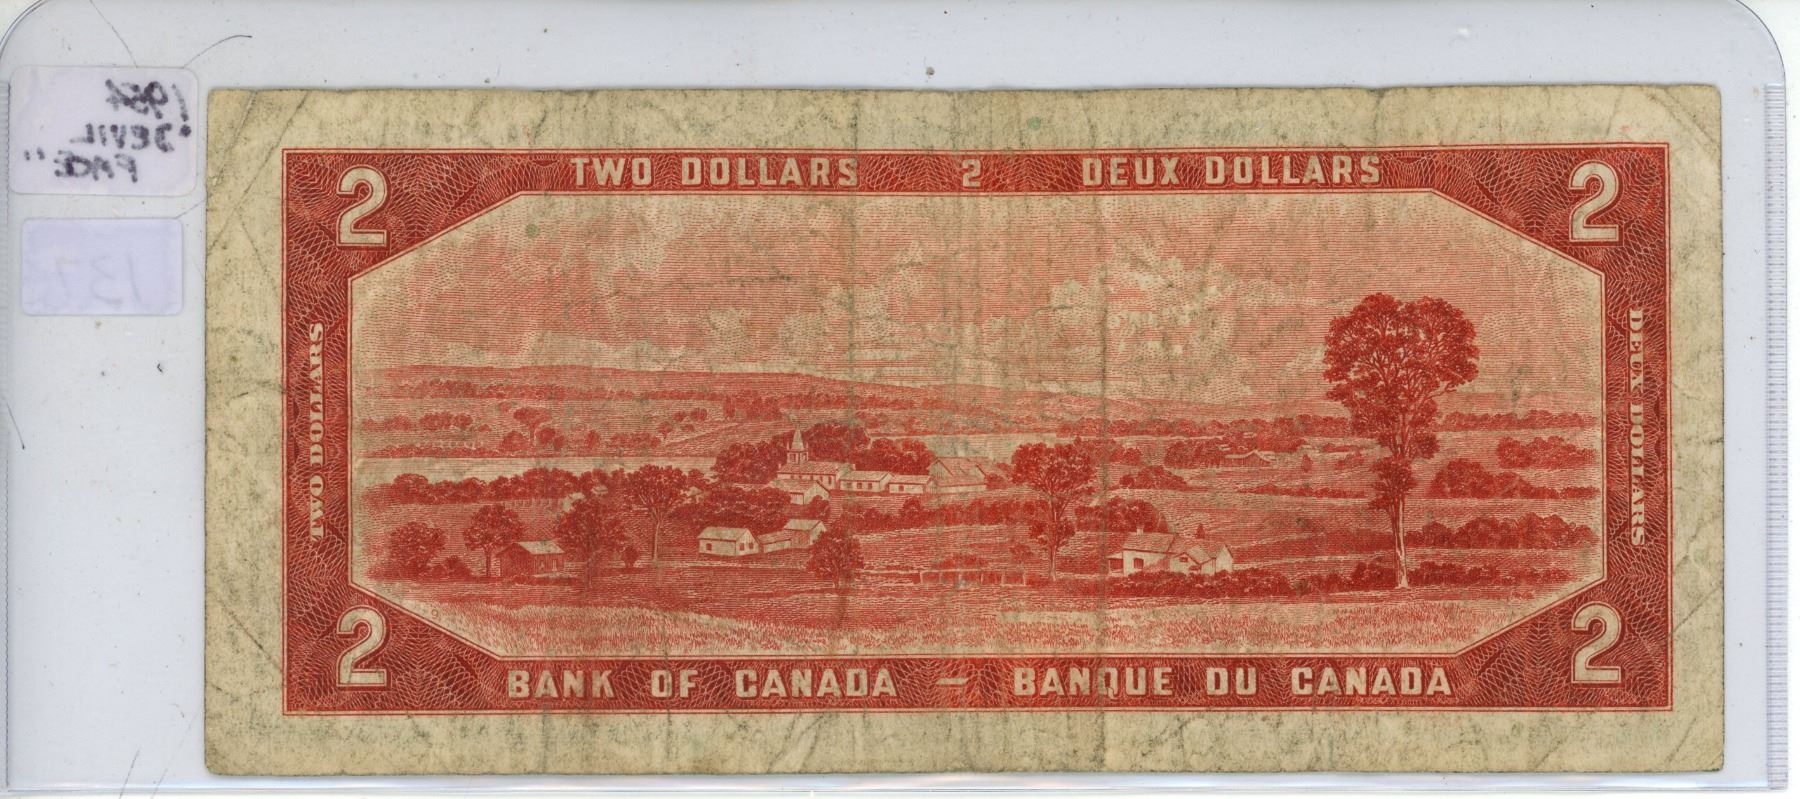 1954
"DEVIL
FACE"
137
TWO DOLLARS 2 DEUX DOLLARS
2 2
TWO DOLLARS
DEUX DOLLARS
2 2
BANK OF CANADA — BANQUE DU CANADA